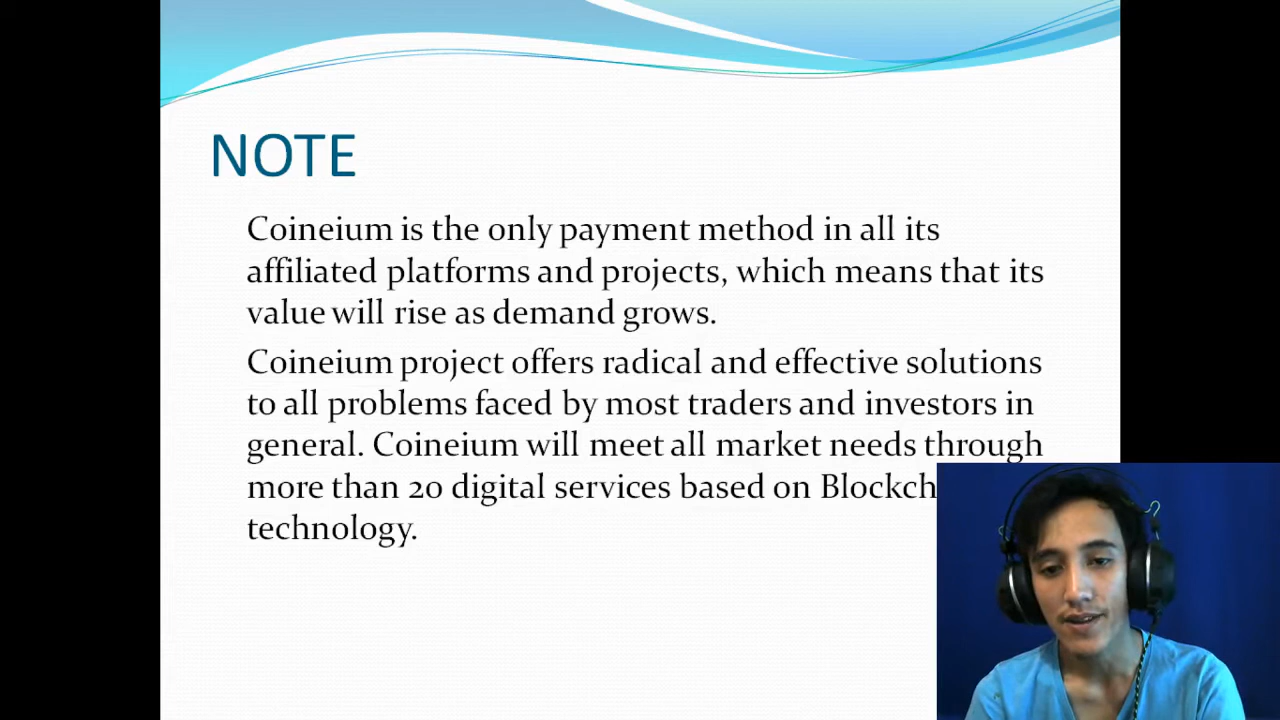 NOTE
Coineium is the only payment method in all its
affiliated platforms and projects, which means that its
value will rise as demand grows.
Coineium project offers radical and effective solutions
to all problems faced by most traders and investors in
general. Coineium will meet all market needs through
more than 20 digital services based on Blockch
technology.